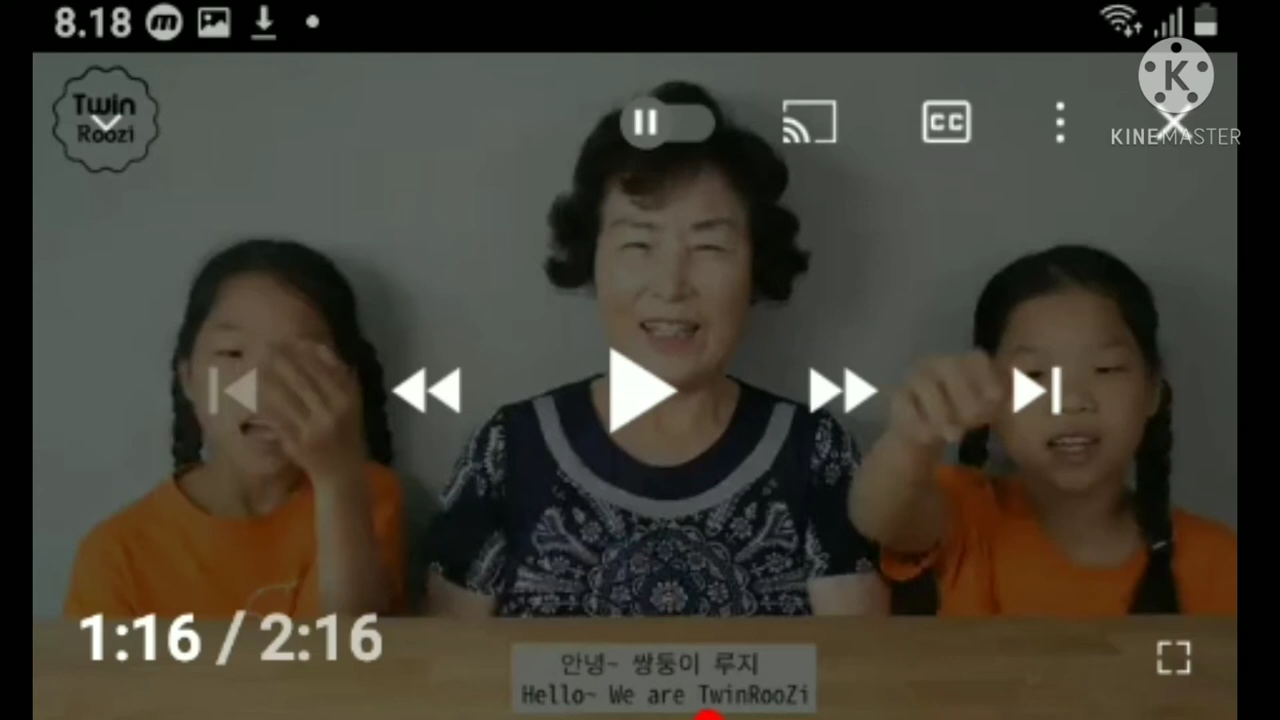 8.18
Twin
Roozi
CC
K
KINEMASTER
1:16 / 2:16
안녕~ 쌍둥이 루지
Hello~ We are TwinRooZi